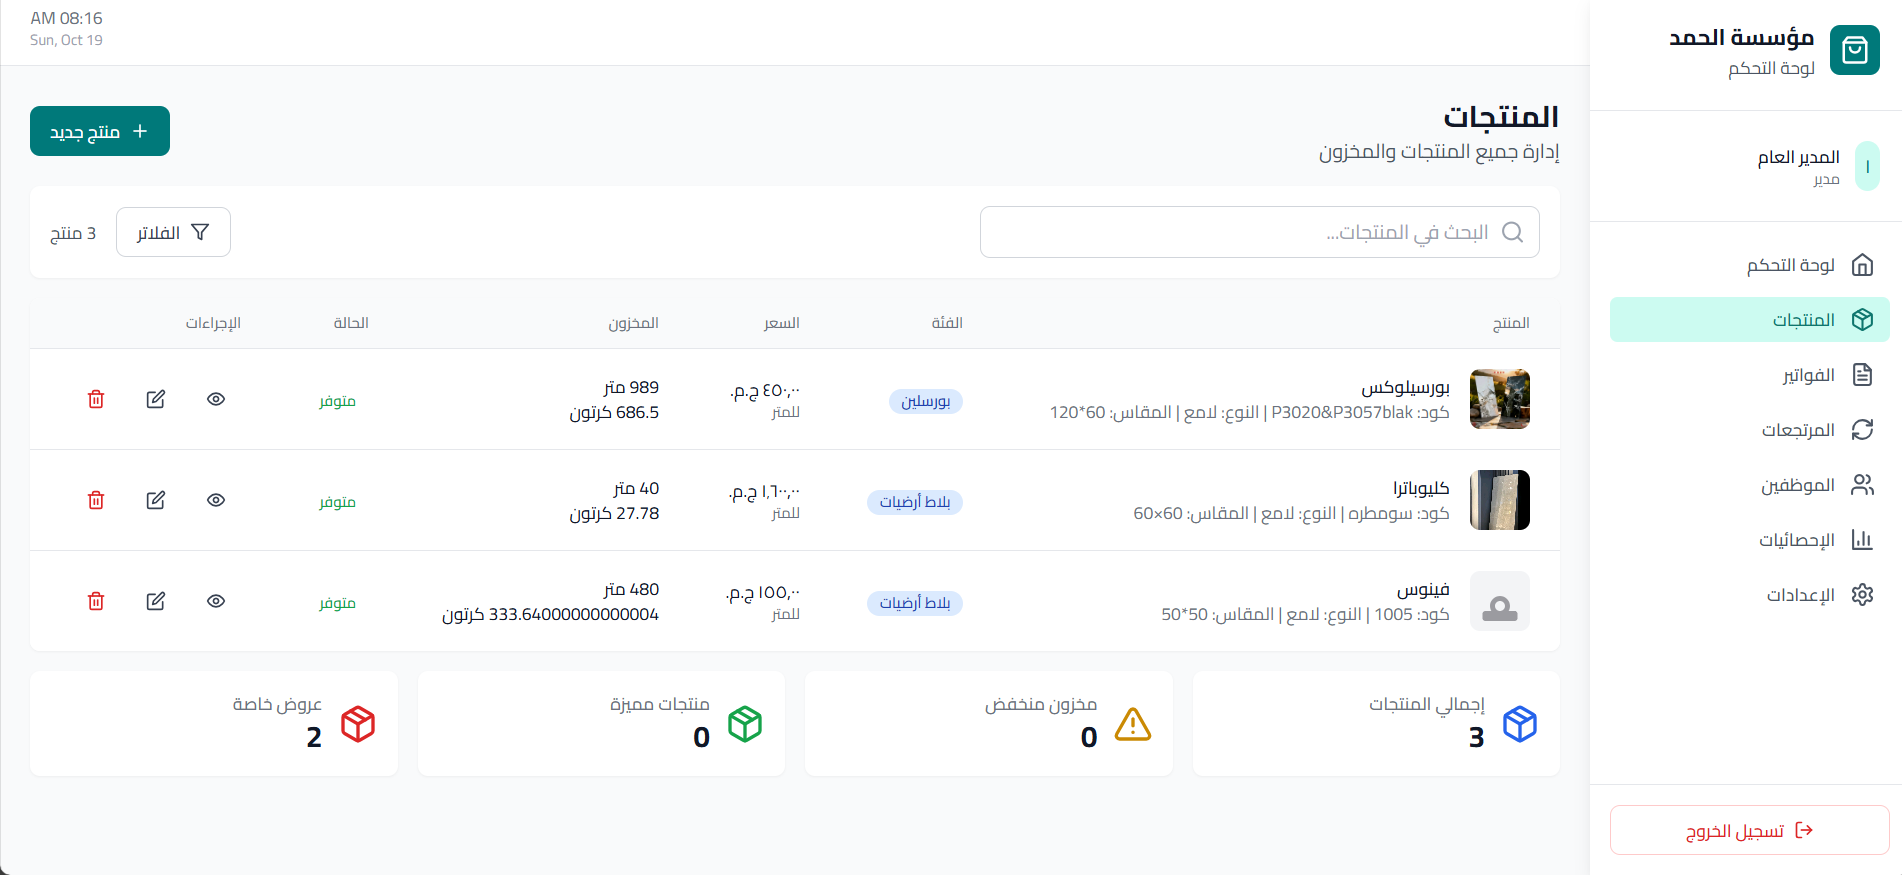 مؤسسة الحمد
لوحة التحكم
ا
المدير العام
مدير
لوحة التحكم
المنتجات
الفواتير
المرتجعات
الموظفين
الإحصائيات
الإعدادات
تسجيل الخروج
AM 08:16
Sun, Oct 19
المنتجات
إدارة جميع المنتجات والمخزون
منتج جديد
البحث في المنتجات...
الفلاتر
3 منتج
المنتج الفئة السعر المخزون الحالة الإجراءات
بورسيلوكس
كود: P3020&P3057blak | النوع: لامع | المقاس: 60*120
بورسلين
٤٥٠,٠٠ ج.م.
للمتر
989 متر
686.5 كرتون
متوفر
كليوباترا
كود: سومطره | النوع: لامع | المقاس: 60×60
بلاط أرضيات
١,٦٠٠,٠٠ ج.م.
للمتر
40 متر
27.78 كرتون
متوفر
فينوس
كود: 1005 | النوع: لامع | المقاس: 50*50
بلاط أرضيات
١٥٥,٠٠ ج.م.
للمتر
480 متر
333.64000000000004 كرتون
متوفر
إجمالي المنتجات
3
مخزون منخفض
0
منتجات مميزة
0
عروض خاصة
2